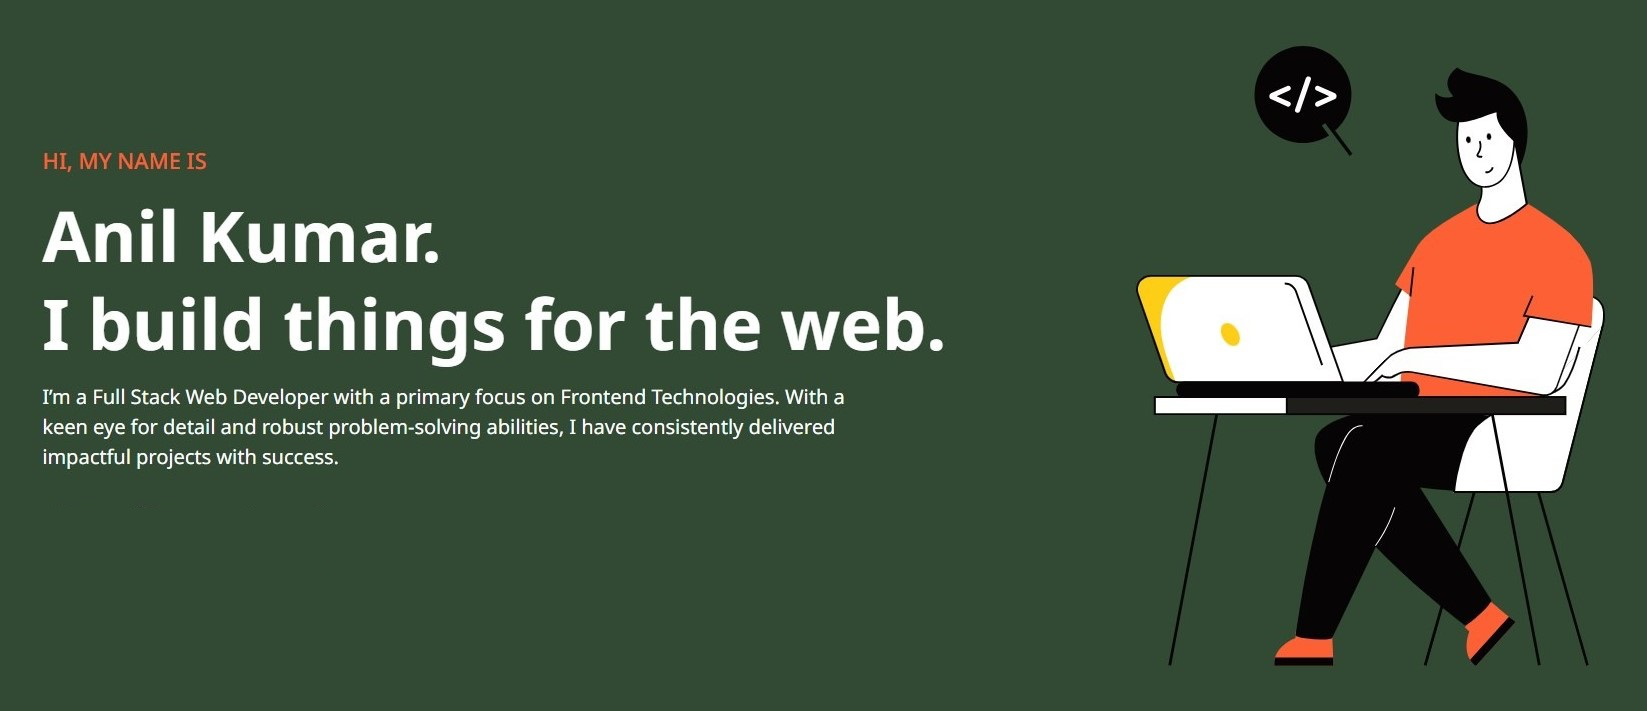 HI, MY NAME IS
Anil Kumar.
I build things for the web.
I’m a Full Stack Web Developer with a primary focus on Frontend Technologies. With a
keen eye for detail and robust problem-solving abilities, I have consistently delivered
impactful projects with success.
</>